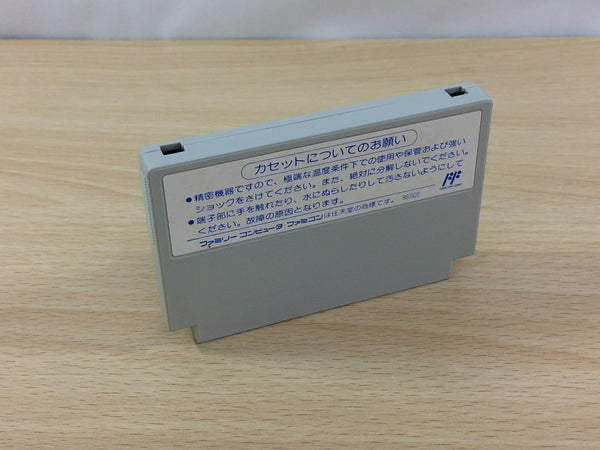 カセットについてのお願い
●精密機器ですので、極端な温度条件下での使用や保管および強い
ショックをさけてください。また、絶対に分解しないでください。
●端子部に手を触れたり、水にぬらしたりして汚さないようにして
ください。故障の原因となります。
ファミリー コンピュータ ファミコンは任天堂の商標です。